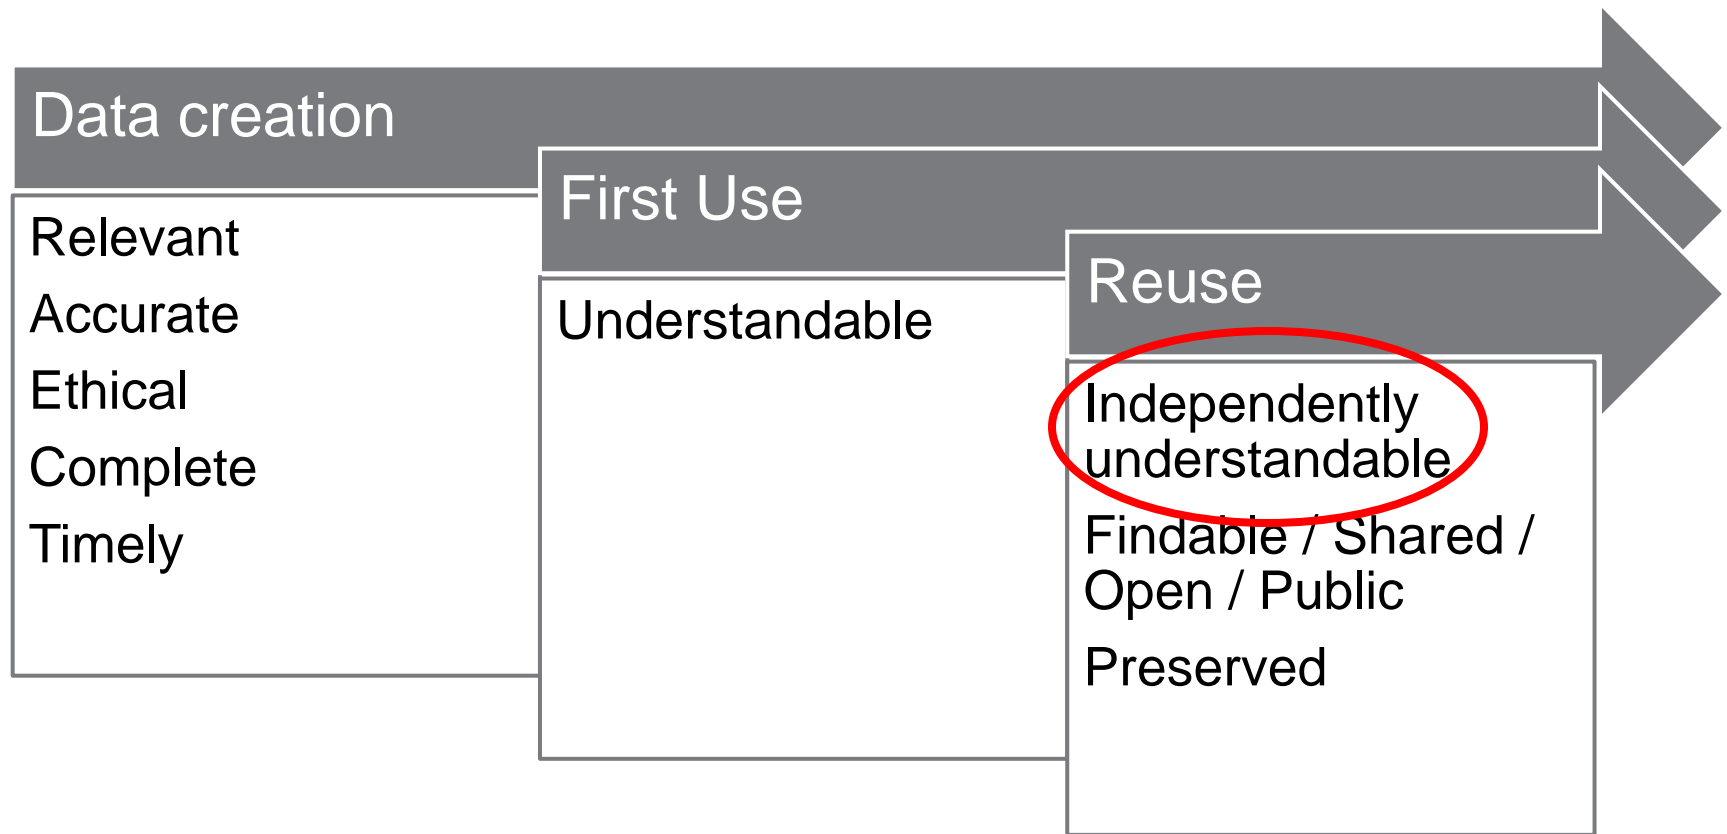 Data creation
Relevant
Accurate
Ethical
Complete
Timely
First Use
Understandable
Reuse
Independently
understandable
Findable / Shared /
Open / Public
Preserved